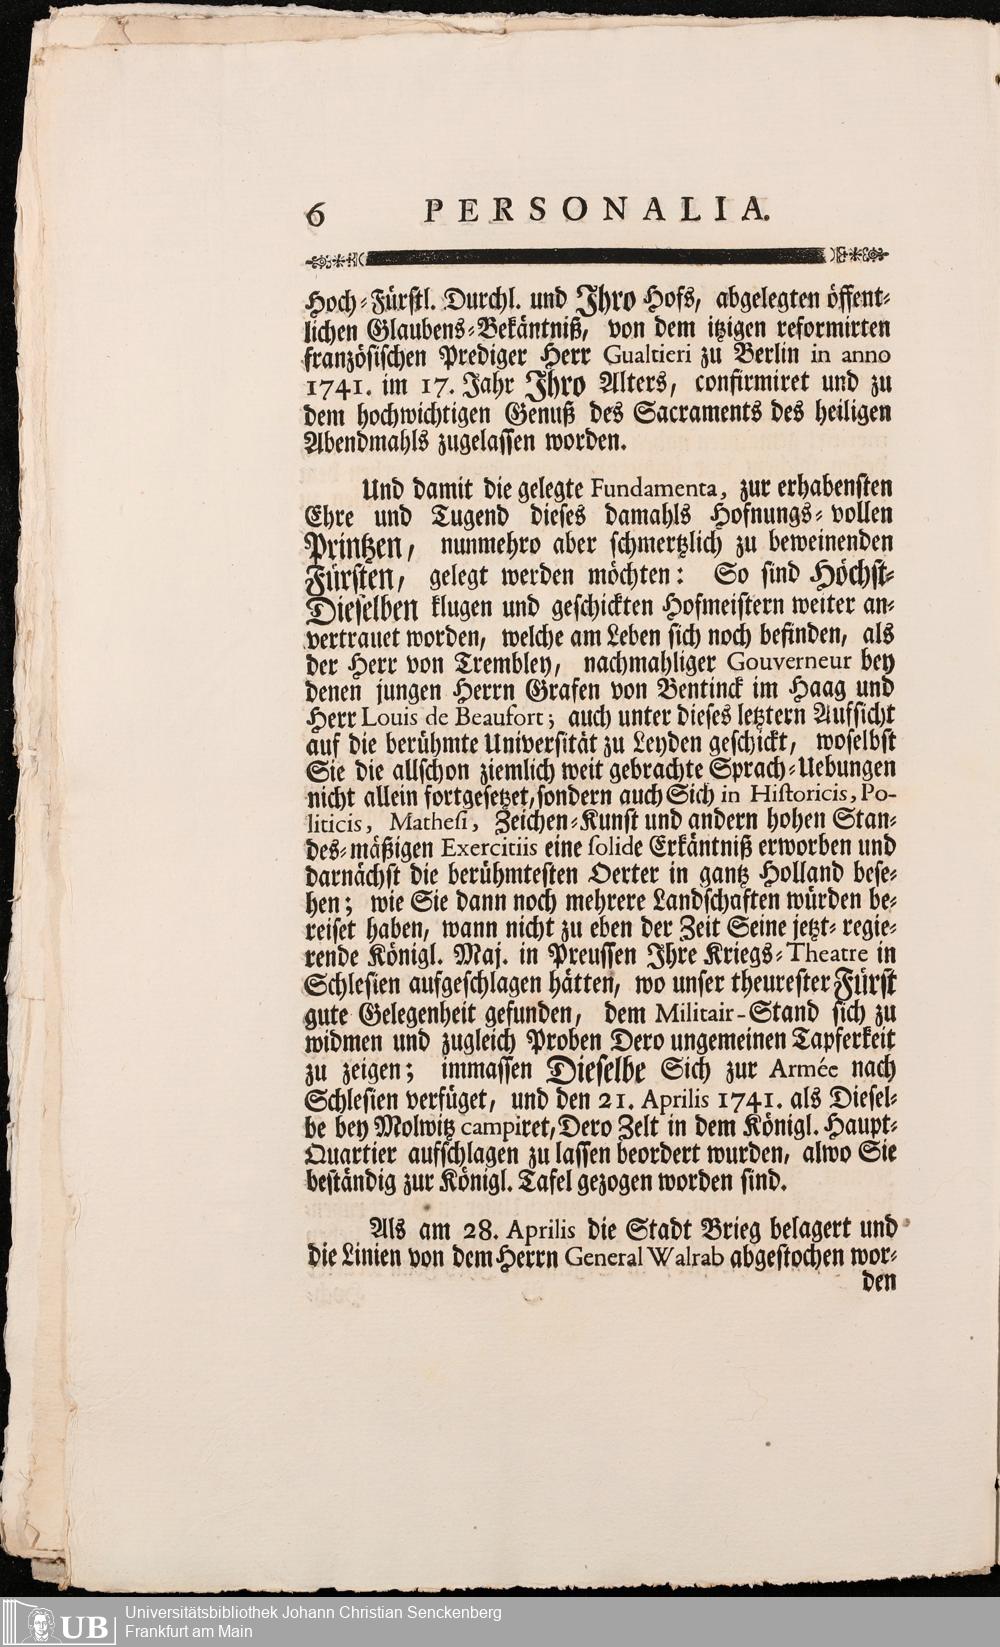 6 PERSONALIA.
Hoch-Fürstl. Durchl. und Ihro Hofs, abgelegten öffent-
lichen Glaubens-Bekäntniß, von dem itzigen reformirten
französischen Prediger Herr Gualtieri zu Berlin in anno
1741. im 17. Jahr Ihro Alters, confirmiret und zu
dem hochwichtigen Genuß des Sacraments des heiligen
Abendmahls zugelassen worden.
Und damit die gelegte Fundamenta, zur erhabensten
Ehre und Tugend dieses damahls Hofnungs-vollen
Printzen, nunmehro aber schmertzlich zu beweinenden
Fürsten, gelegt werden möchten: So sind Höchst-
Dieselben klugen und geschickten Hofmeistern weiter an-
vertrauet worden, welche am Leben sich noch befinden, als
der Herr von Trembley, nachmahliger Gouverneur bey
denen jungen Herrn Grafen von Bentinck im Haag und
Herr Louis de Beaufort; auch unter dieses letztern Aufsicht
auf die berühmte Universität zu Leyden geschickt, woselbst
Sie die allschon ziemlich weit gebrachte Sprach-Uebungen
nicht allein fortgesetzet, sondern auch Sich in Historicis, Po-
liticis, Mathesi, Zeichen-Kunst und andern hohen Stan-
des-mäßigen Exercitiis eine solide Erkäntniß erworben und
darnächst die berühmtesten Oerter in gantz Holland bese-
hen; wie Sie dann noch mehrere Landschaften würden be-
reiset haben, wann nicht zu eben der Zeit Seine jetzt-regie-
rende Königl. Maj. in Preussen Ihre Kriegs-Theatre in
Schlesien aufgeschlagen hätten, wo unser theurester Fürst
gute Gelegenheit gefunden, dem Militair-Stand sich zu
widmen und zugleich Proben Dero ungemeinen Tapferkeit
zu zeigen; immassen Dieselbe Sich zur Armée nach
Schlesien verfüget, und den 21. Aprilis 1741. als Diesel-
be bey Molwitz campiret, Dero Zelt in dem Königl. Haupt-
Quartier aufschlagen zu lassen beordert wurden, alwo Sie
beständig zur Königl. Tafel gezogen worden sind.
Als am 28. Aprilis die Stadt Brieg belagert und
die Linien von dem Herrn General Walrab abgestochen wor-
den
UB
Universitätsbibliothek Johann Christian Senckenberg
Frankfurt am Main